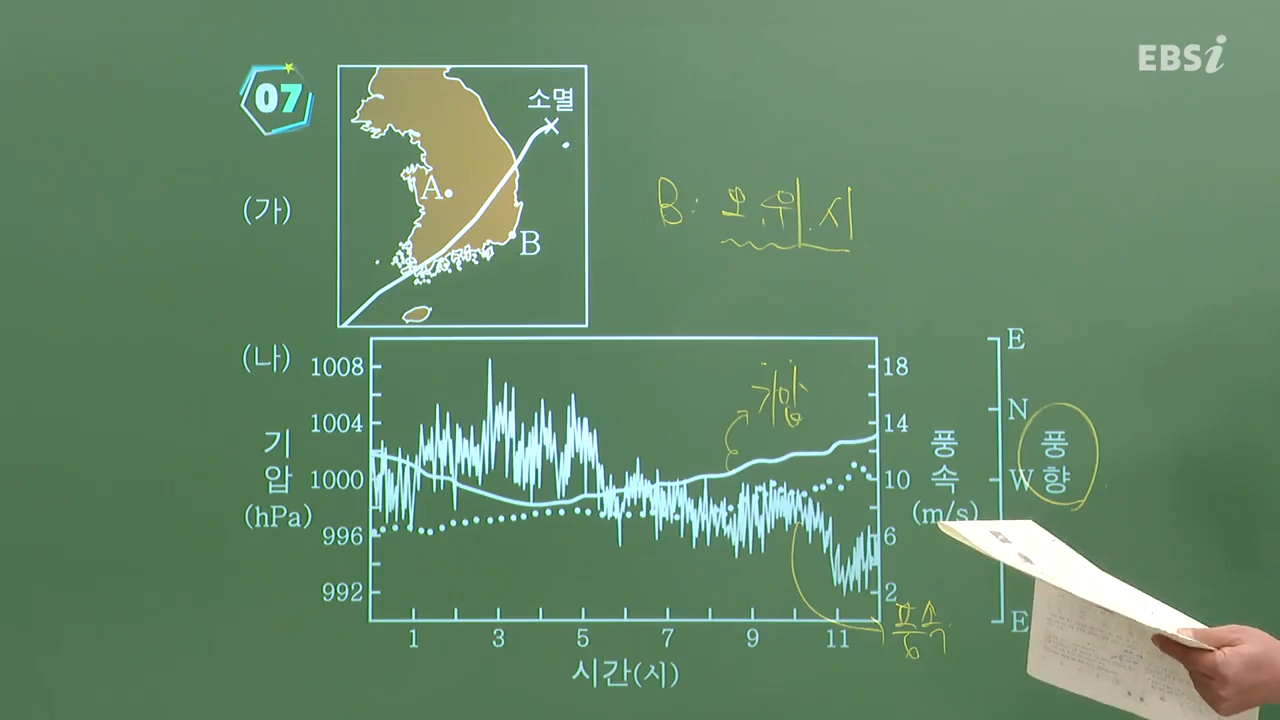 EBSi
07
소멸
(가)
A
B
B: 오.우.시
(나)
기압
(hPa)
1008
1004
1000
996
992
기압
18
14
10
6
2
풍속
(m/s)
E
N
W
E
풍향
풍속
1 3 5 7 9 11
시간(시)